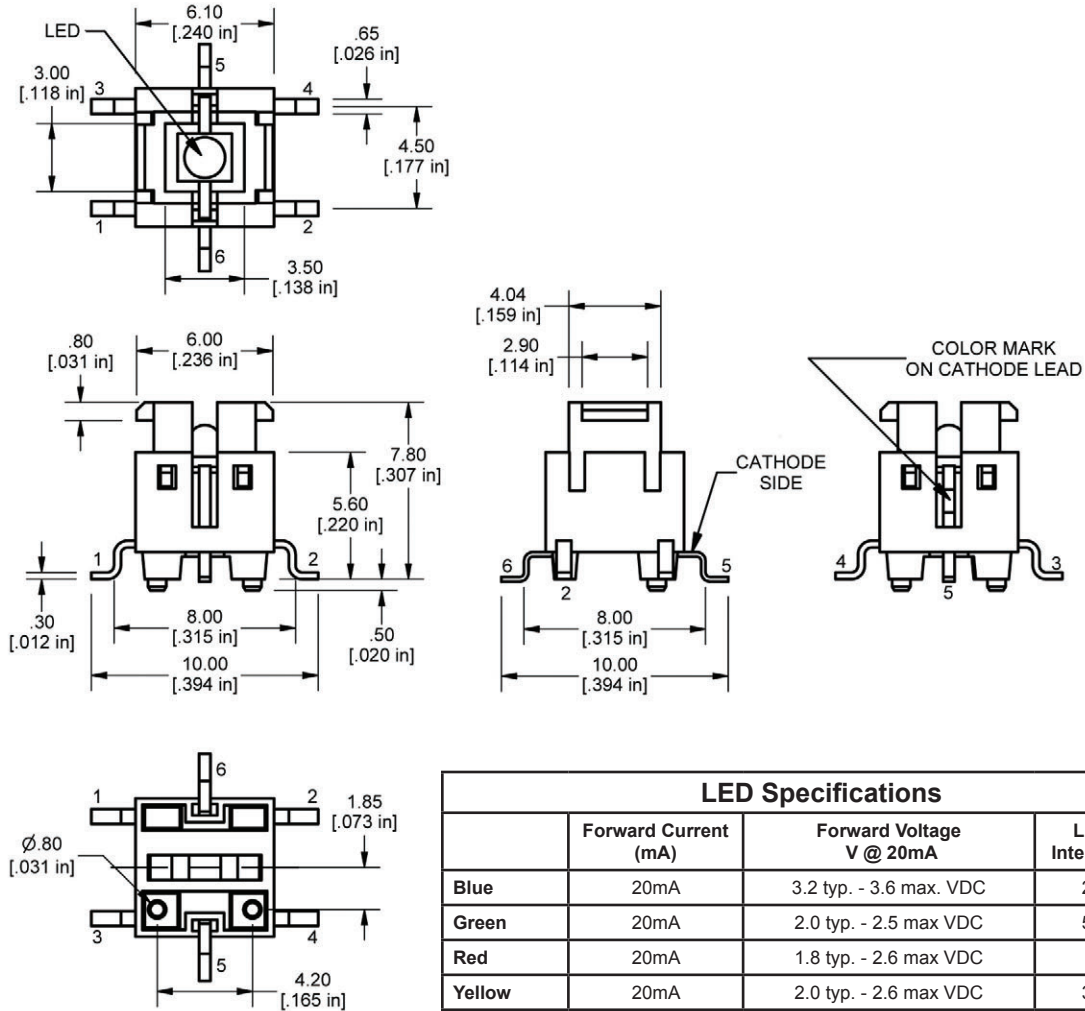 6.10
[.240 in]
LED
5
.65
[.026 in]
3.00
[.118 in]
3
4
4.50
[.177 in]
1
2
6
3.50
[.138 in]
.80
[.031 in]
6.00
[.236 in]
7.80
[.307 in]
5.60
[.220 in]
1
2
.30
[.012 in]
8.00
[.315 in]
.50
[.020 in]
10.00
[.394 in]
4.04
[.159 in]
2.90
[.114 in]
CATHODE
SIDE
6
5
2
8.00
[.315 in]
10.00
[.394 in]
COLOR MARK
ON CATHODE LEAD
4
3
5
6
1
2
1.85
[.073 in]
Ø.80
[.031 in]
3
4
5
4.20
[.165 in]
LED Specifications
Forward Current Forward Voltage
(mA) V @ 20mA
Blue 20mA 3.2 typ. - 3.6 max. VDC
Green 20mA 2.0 typ. - 2.5 max VDC
Red 20mA 1.8 typ. - 2.6 max VDC
Yellow 20mA 2.0 typ. - 2.6 max VDC